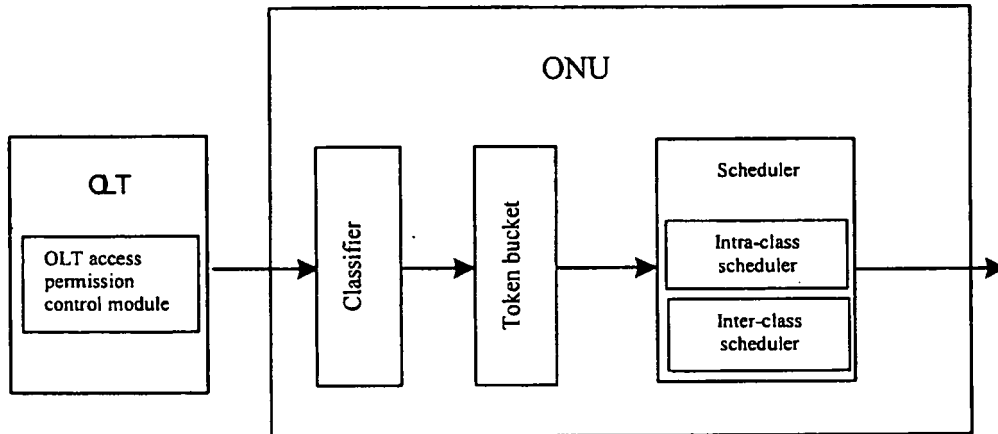 ONU
OLT
OLT access
permission
control module
Classifier
Token bucket
Scheduler
Intra-class
scheduler
Inter-class
scheduler